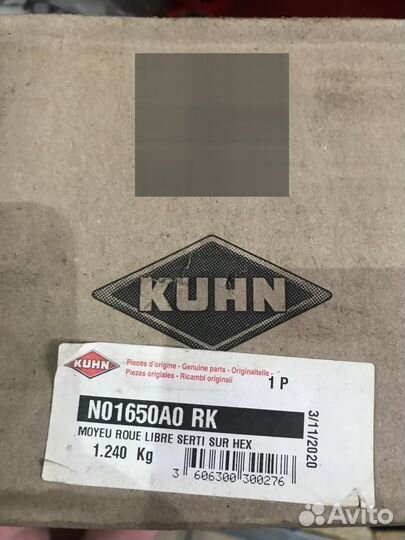 KUHN
KUHN
Pièces d'origine - Genuine parts - Originalteile -
Piezas originales - Ricambi originali
1 P
N01650A0 RK
MOYEU ROUE LIBRE SERTI SUR HEX
1.240 Kg
3 606300 300276
3/11/2020
Avito